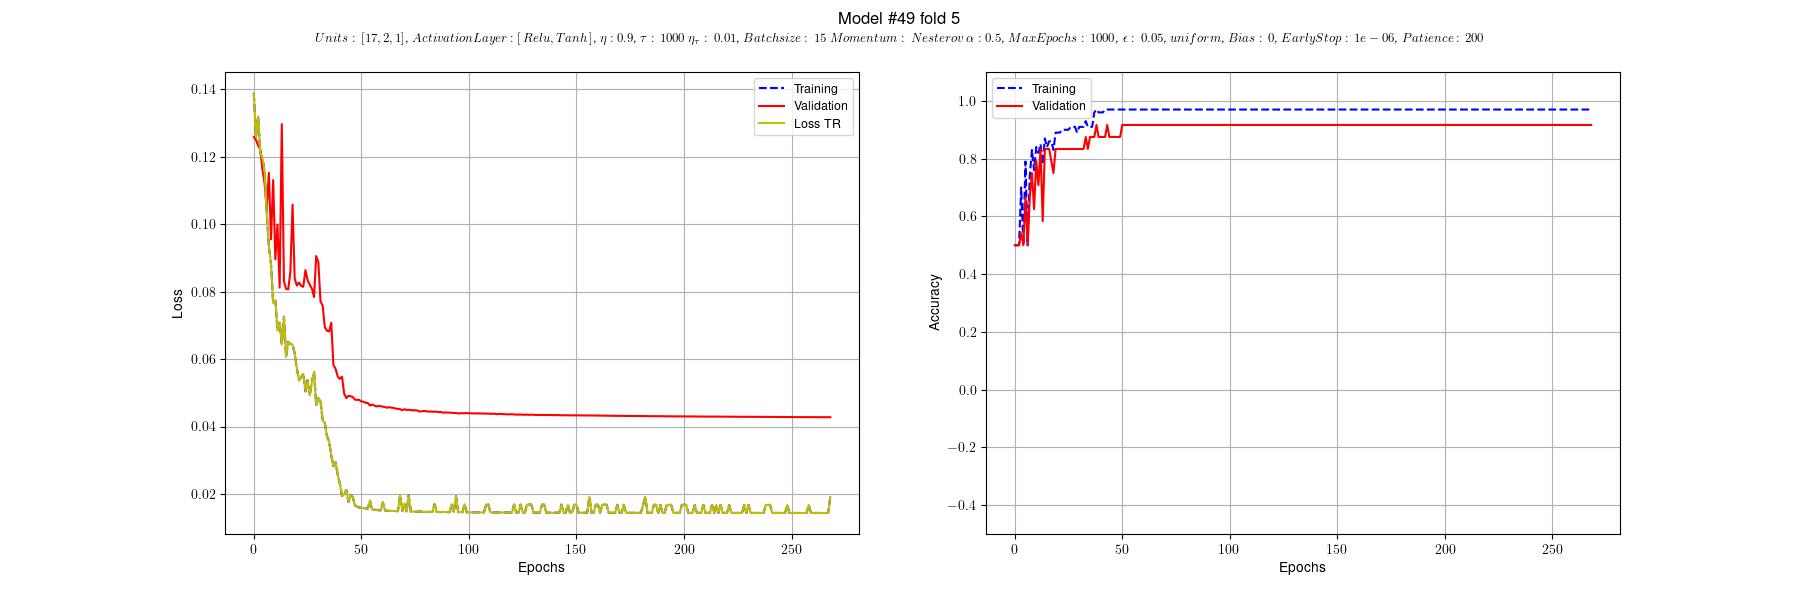 Model #49 fold 5
Units : [17, 2, 1], ActivationLayer : [ Relu, Tanh ], η : 0.9, τ : 1000 η_τ : 0.01, Batchsize : 15 Momentum : Nesterov α : 0.5, MaxEpochs : 1000, ϵ : 0.05, uniform, Bias : 0, EarlyStop : 1e − 06, Patience : 200
0.14
0.12
0.10
0.08
0.06
0.04
0.02
Loss
Training
Validation
Loss TR
0 50 100 150 200 250
Epochs
1.0
0.8
0.6
0.4
0.2
0.0
−0.2
−0.4
Accuracy
Training
Validation
0 50 100 150 200 250
Epochs